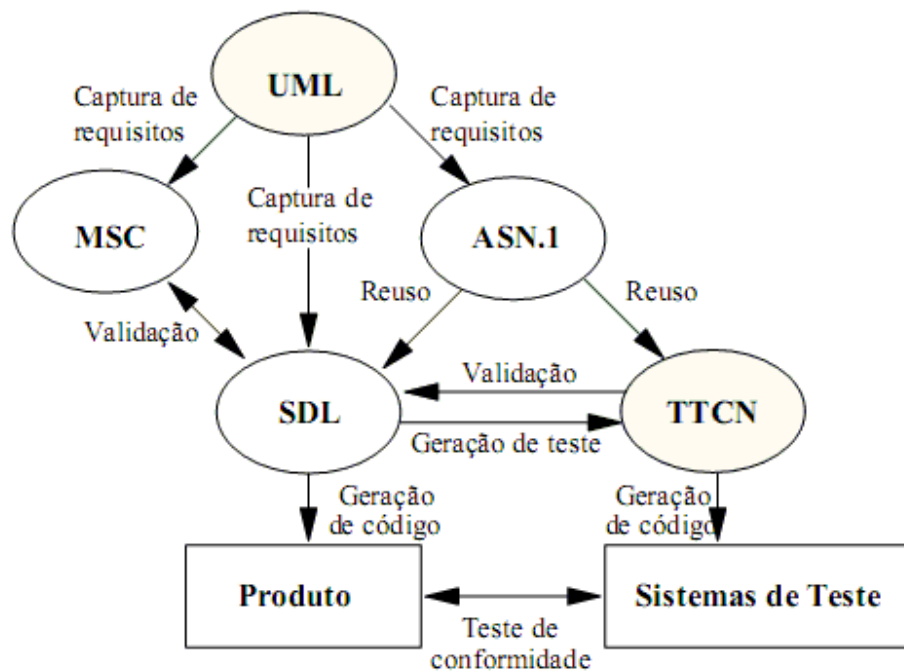 UML
Captura de
requisitos
Captura de
requisitos
Captura de
requisitos
MSC
ASN.1
Reuso
Reuso
Validação
Validação
SDL
TTCN
Geração de teste
Geração
de código
Geração
de código
Produto
Sistemas de Teste
Teste de
conformidade